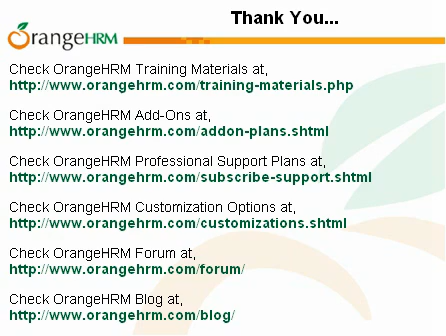 Thank You...
OrangeHRM
Check OrangeHRM Training Materials at,
http://www.orangehrm.com/training-materials.php
Check OrangeHRM Add-Ons at,
http://www.orangehrm.com/addon-plans.shtml
Check OrangeHRM Professional Support Plans at,
http://www.orangehrm.com/subscribe-support.shtml
Check OrangeHRM Customization Options at,
http://www.orangehrm.com/customizations.shtml
Check OrangeHRM Forum at,
http://www.orangehrm.com/forum/
Check OrangeHRM Blog at,
http://www.orangehrm.com/blog/